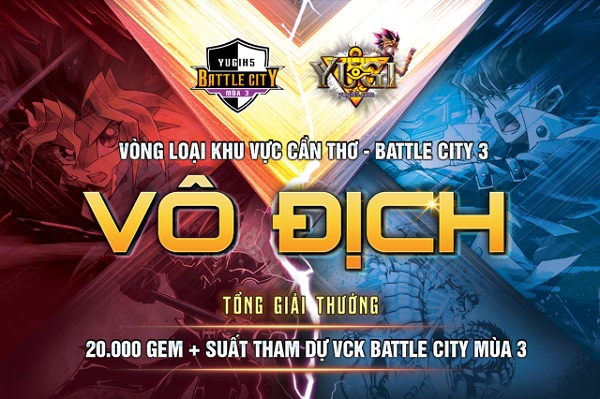 YUGIH5
BATTLE CITY
MÙA 3
YUGI
VÒNG LOẠI KHU VỰC CẦN THƠ - BATTLE CITY 3
VÔ ĐỊCH
TỔNG GIẢI THƯỞNG
20.000 GEM + SUẤT THAM DỰ VCK BATTLE CITY MÙA 3